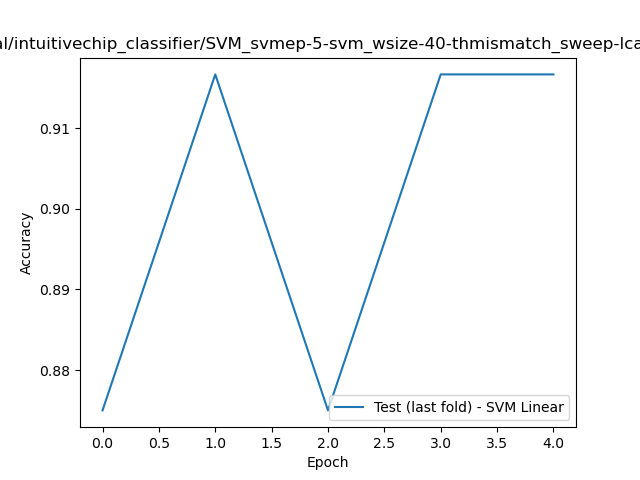 al/intuitivechip_classifier/SVM_svmep-5-svm_wsize-40-thmismatch_sweep-lca
0.91
0.90
0.89
0.88
Accuracy
Test (last fold) - SVM Linear
0.0 0.5 1.0 1.5 2.0 2.5 3.0 3.5 4.0
Epoch